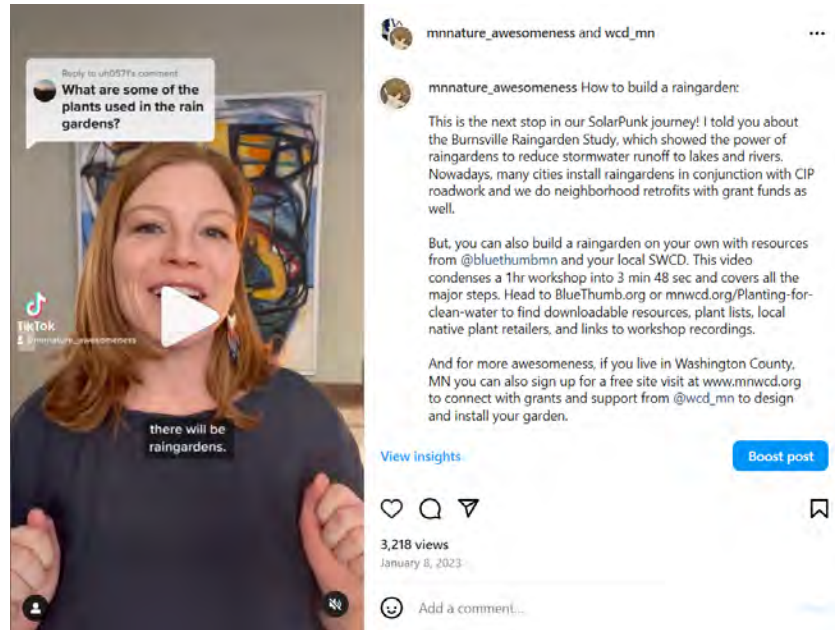 mnnature_awesomeness and wcd_mn
Reply to uh057f's comment
What are some of the
plants used in the rain
gardens?
TikTok
@mnnature_awesomeness
there will be
raingardens.
mnnature_awesomeness How to build a raingarden:
This is the next stop in our SolarPunk journey! I told you about
the Burnsville Raingarden Study, which showed the power of
raingardens to reduce stormwater runoff to lakes and rivers.
Nowadays, many cities install raingardens in conjunction with CIP
roadwork and we do neighborhood retrofits with grant funds as
well.
But, you can also build a raingarden on your own with resources
from @bluethumbmn and your local SWCD. This video
condenses a 1hr workshop into 3 min 48 sec and covers all the
major steps. Head to BlueThumb.org or mnwcd.org/Planting-for-
clean-water to find downloadable resources, plant lists, local
native plant retailers, and links to workshop recordings.
And for more awesomeness, if you live in Washington County,
MN you can also sign up for a free site visit at www.mnwcd.org
to connect with grants and support from @wcd_mn to design
and install your garden.
View insights
Boost post
3,218 views
January 8, 2023
Add a comment...